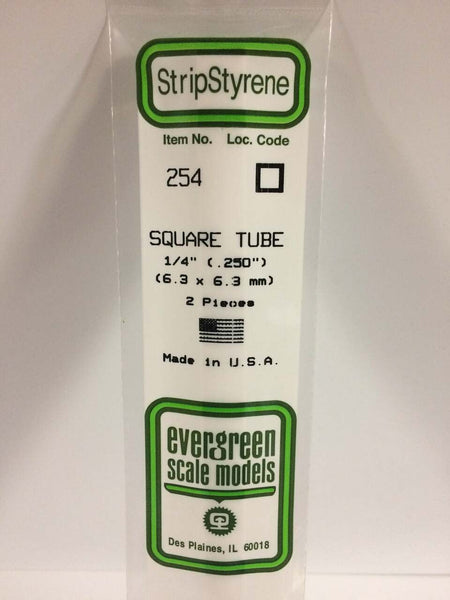 StripStyrene
Item No. Loc. Code
254
SQUARE TUBE
1/4" (.250")
(6.3 x 6.3 mm)
2 Pieces
Made in U.S.A.
evergreen
scale models
Des Plaines, IL 60018